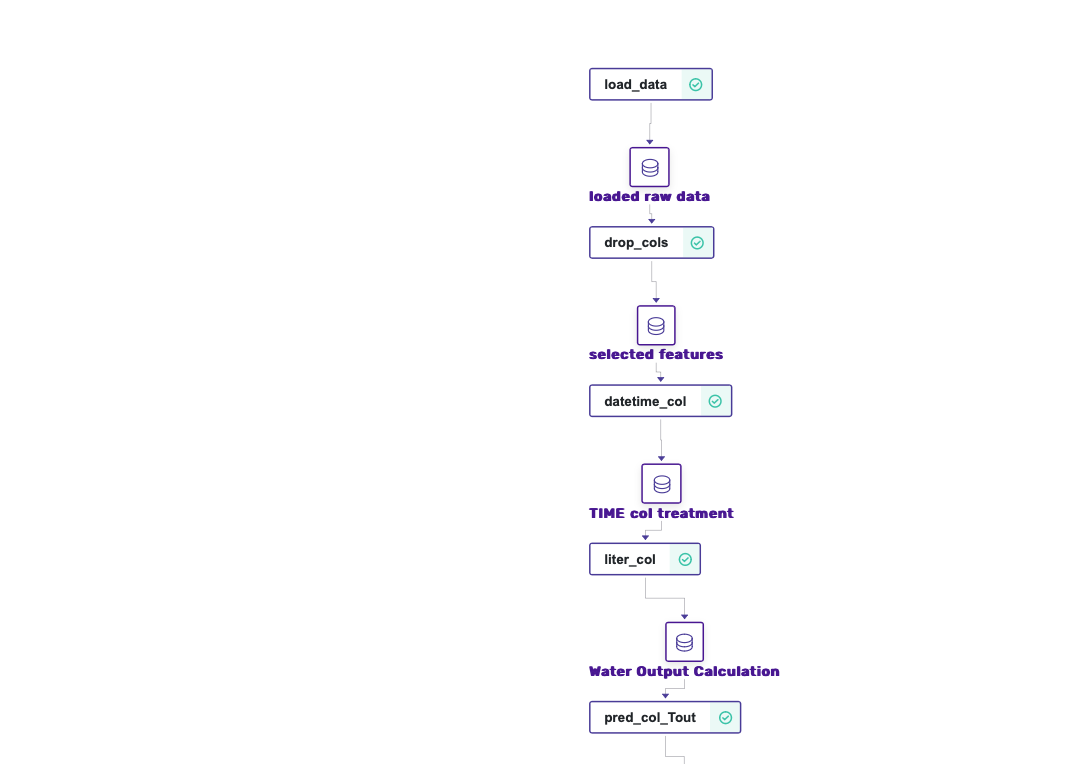 load_data
loaded raw data
drop_cols
selected features
datetime_col
TIME col treatment
liter_col
Water Output Calculation
pred_col_Tout